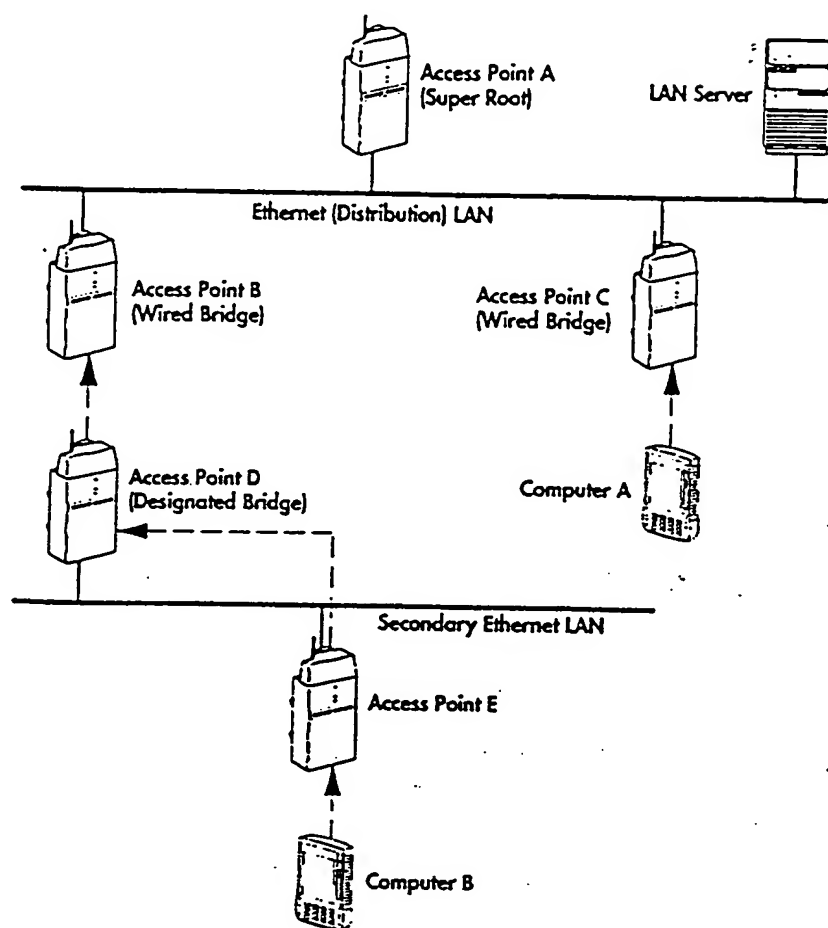 Access Point A
(Super Root)
LAN Server
Ethernet (Distribution) LAN
Access Point B
(Wired Bridge)
Access Point C
(Wired Bridge)
Access Point D
(Designated Bridge)
Computer A
Secondary Ethernet LAN
Access Point E
Computer B